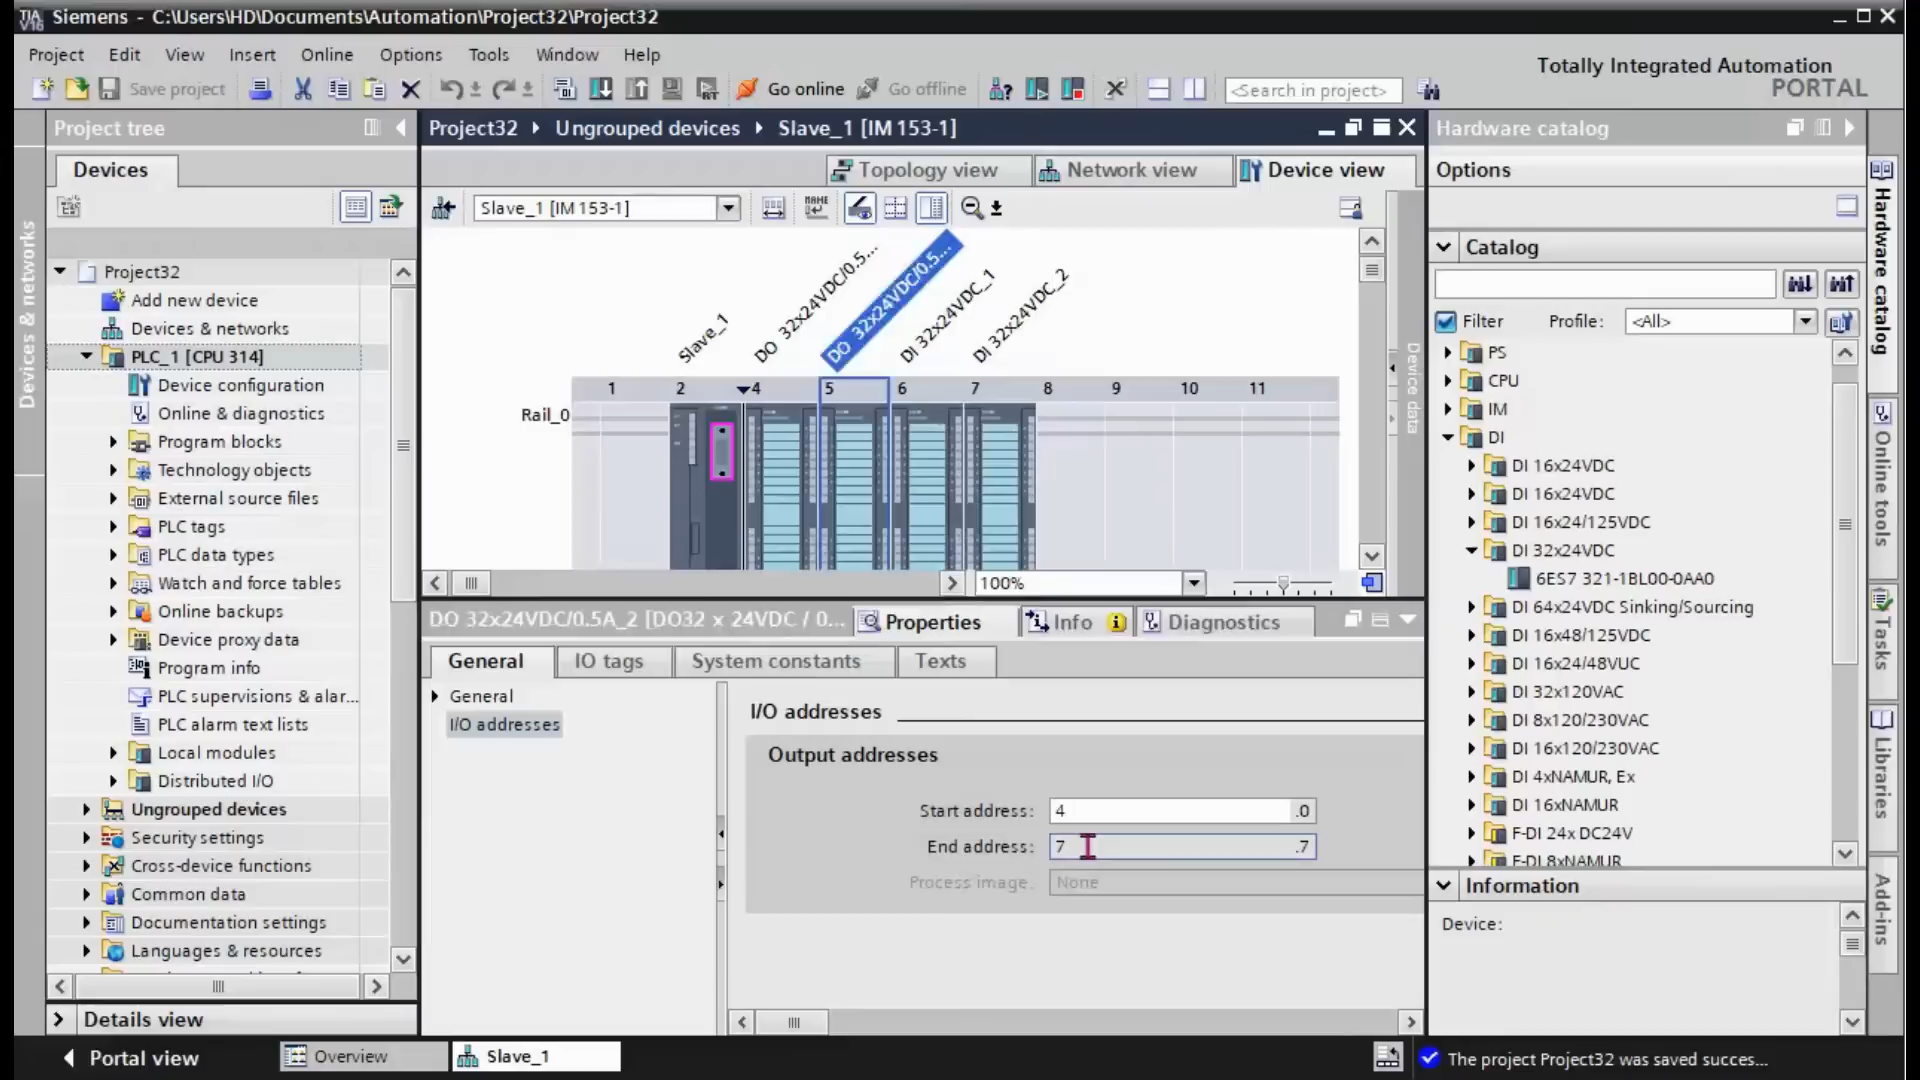 TIA V16 Siemens - C:\Users\HD\Documents\Automation\Project32\Project32
Project Edit View Insert Online Options Tools Window Help
Totally Integrated Automation
PORTAL
Save project
Go online
Go offline
<Search in project>
Project tree
Project32 Ungrouped devices Slave_1 [IM 153-1]
Hardware catalog
Devices
Topology view Network view Device view
Options
Slave_1 [IM 153-1]
Devices & networks
Project32
Add new device
Devices & networks
PLC_1 [CPU 314]
Device configuration
Online & diagnostics
Program blocks
Technology objects
External source files
PLC tags
PLC data types
Watch and force tables
Online backups
Device proxy data
Program info
PLC supervisions & alar...
PLC alarm text lists
Local modules
Distributed I/O
Ungrouped devices
Security settings
Cross-device functions
Common data
Documentation settings
Languages & resources
Details view
Slave_1
DO 32x24VDC/0.5...
DO 32x24VDC/0.5...
DI 32x24VDC_1
DI 32x24VDC_2
1 2 4 5 6 7 8 9 10 11
Rail_0
100%
Device data
DO 32x24VDC/0.5A_2 [DO32 x 24VDC / 0...
Properties Info Diagnostics
General IO tags System constants Texts
General
I/O addresses
I/O addresses
Output addresses
Start address: 4 .0
End address: 7 .7
Process image: None
Catalog
Filter Profile: <All>
PS
CPU
IM
DI
DI 16x24VDC
DI 16x24VDC
DI 16x24/125VDC
DI 32x24VDC
6ES7 321-1BL00-0AA0
DI 64x24VDC Sinking/Sourcing
DI 16x48/125VDC
DI 16x24/48VUC
DI 32x120VAC
DI 8x120/230VAC
DI 16x120/230VAC
DI 4xNAMUR, Ex
DI 16xNAMUR
F-DI 24x DC24V
F-DI 8xNAMUR
Information
Device:
Hardware catalog
Online tools
Tasks
Libraries
Add-ins
Portal view
Overview
Slave_1
The project Project32 was saved succes...